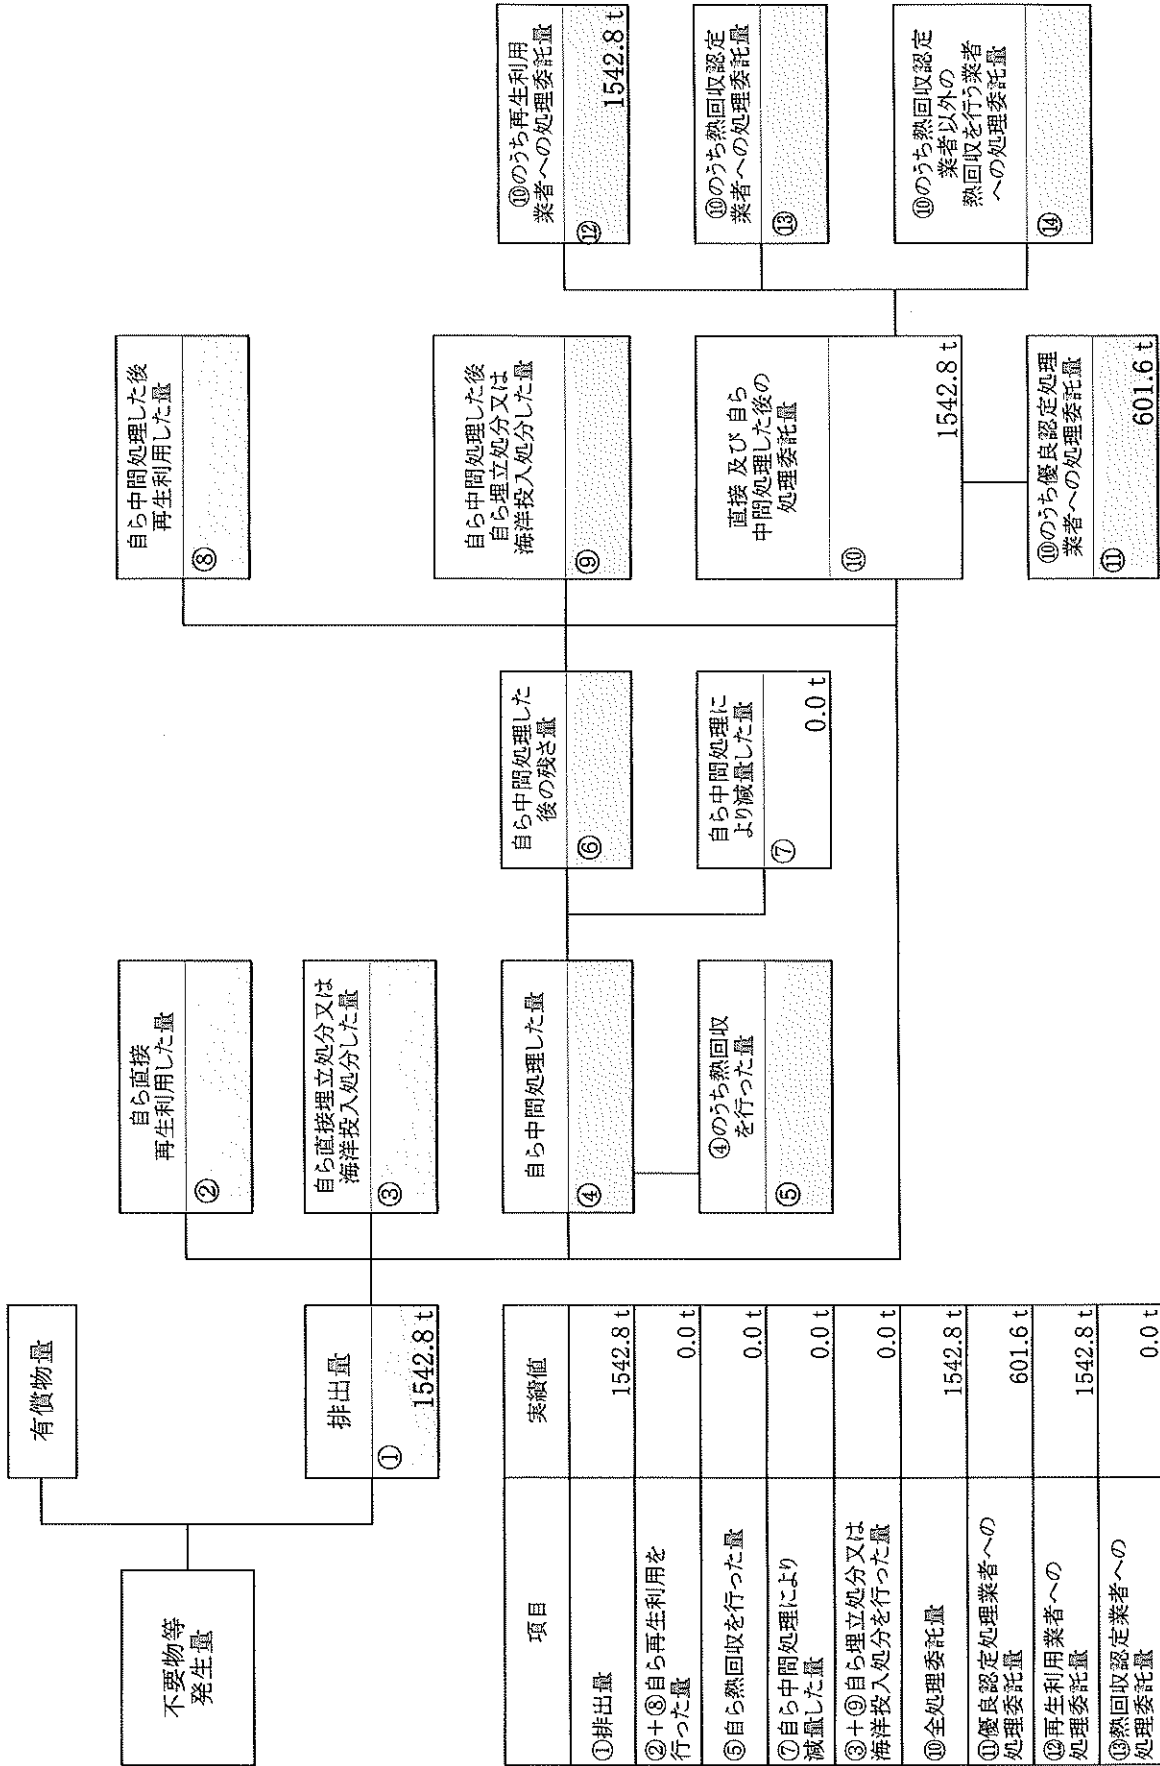 不要物等
発生量
有償物量
排出量
①
1542.8 t
自ら直接
再生利用した量
②
自ら直接埋立処分又は
海洋投入処分した量
③
自ら中間処理した量
④
④のうち熱回収
を行った量
⑤
自ら中間処理した
後の残さ量
⑥
自ら中間処理に
より減量した量
⑦
0.0 t
自ら中間処理した後
再生利用した量
⑧
自ら中間処理した後
自ら埋立処分又は
海洋投入処分した量
⑨
直接 及び 自ら
中間処理した後の
処理委託量
⑩
1542.8 t
⑩のうち優良認定処理
業者への処理委託量
⑪
601.6 t
⑩のうち再生利用
業者への処理委託量
⑫
1542.8 t
⑩のうち熱回収認定
業者への処理委託量
⑬
⑩のうち熱回収認定
業者以外の
熱回収を行う業者
への処理委託量
⑭
項目 実績値
①排出量 1542.8 t
②+⑧自ら再生利用を
行った量 0.0 t
⑤自ら熱回収を行った量 0.0 t
⑦自ら中間処理により
減量した量 0.0 t
③+⑨自ら埋立処分又は
海洋投入処分を行った量 0.0 t
⑩全処理委託量 1542.8 t
⑪優良認定処理業者への
処理委託量 601.6 t
⑫再生利用業者への
処理委託量 1542.8 t
⑬熱回収認定業者への
処理委託量 0.0 t